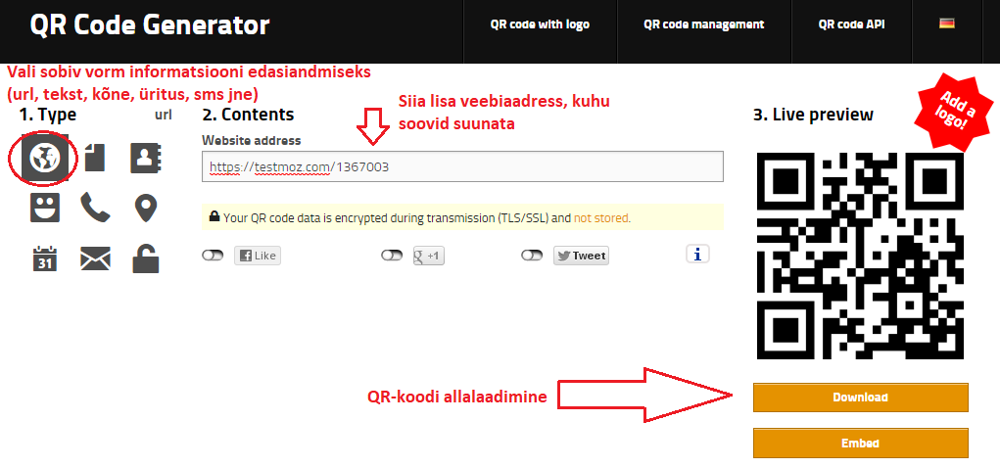 QR Code Generator
QR code with logo
QR code management
QR code API
Vali sobiv vorm informatsiooni edasiandmiseks
(url, tekst, kõne, üritus, sms jne)
Siia lisa veebiaadress, kuhu
soovid suunata
Add a
logo!
1. Type
url
2. Contents
3. Live preview
Website address
https://testmoz.com/1367003
Your QR code data is encrypted during transmission (TLS/SSL) and not stored.
31
Like
g +1
Tweet
i
QR-koodi allalaadimine
Download
Embed